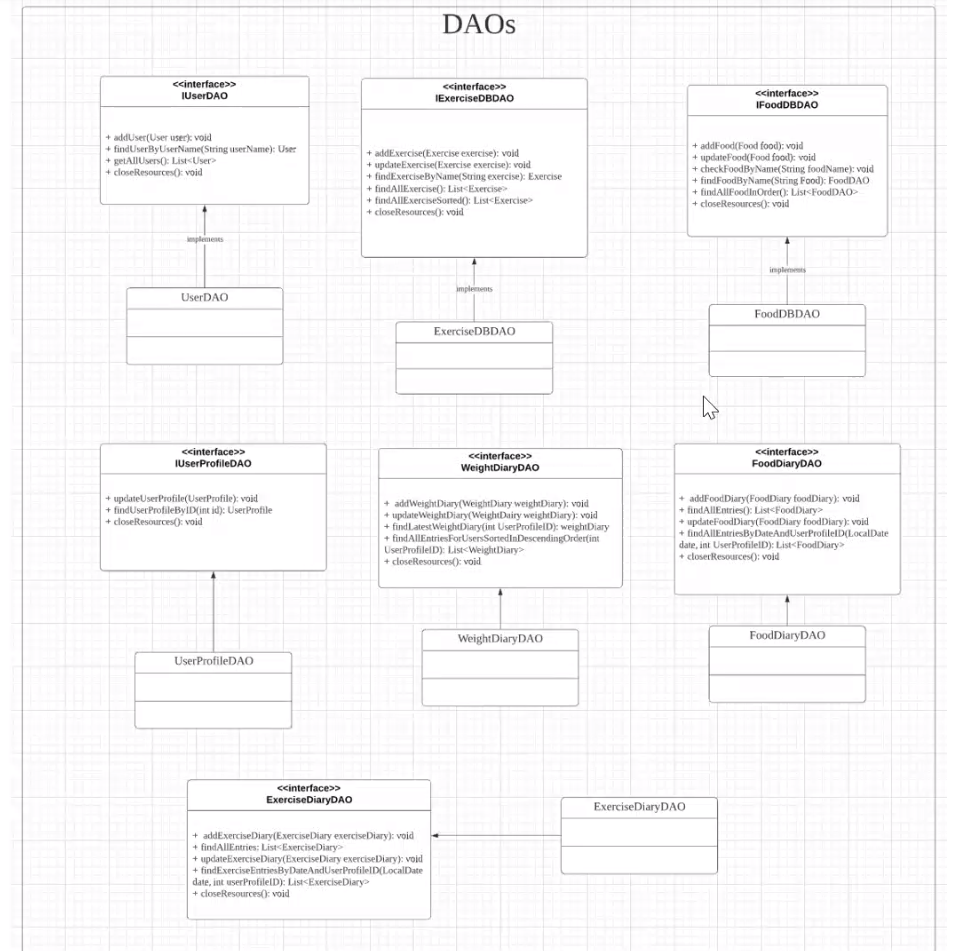 DAOs
<<interface>>
IUserDAO
+ addUser(User user): void
+ findUserByUserName(String userName): User
+ getAllUsers(): List<User>
+ closeResources(): void
implements
UserDAO
<<interface>>
IExerciseDBDAO
+ addExercise(Exercise exercise): void
+ updateExercise(Exercise exercise): void
+ findExerciseByName(String exercise): Exercise
+ findAllExercise(): List<Exercise>
+ findAllExerciseSorted(): List<Exercise>
+ closeResources(): void
implements
ExerciseDBDAO
<<interface>>
IFoodDBDAO
+ addFood(Food food): void
+ updateFood(Food food): void
+ checkFoodByName(String foodName): void
+ findFoodByName(String Food): FoodDAO
+ findAllFoodInOrder(): List<FoodDAO>
+ closeResources(): void
implements
FoodDBDAO
<<interface>>
IUserProfileDAO
+ updateUserProfile(UserProfile): void
+ findUserProfileByID(int id): UserProfile
+ closeResources(): void
UserProfileDAO
<<interface>>
WeightDiaryDAO
+ addWeightDiary(WeightDiary weightDiary): void
+ updateWeightDiary(WeightDairy weightDiary): void
+ findLatestWeightDiary(int UserProfileID): weightDiary
+ findAllEntriesForUsersSortedInDescendingOrder(int
UserProfileID): List<WeightDiary>
+ closeResources(): void
WeightDiaryDAO
<<interface>>
FoodDiaryDAO
+ addFoodDiary(FoodDiary foodDiary): void
+ findAllEntries(): List<FoodDiary>
+ updateFoodDiary(FoodDiary foodDiary): void
+ findAllEntriesByDateAndUserProfileID(LocalDate
date, int UserProfileID): List<FoodDiary>
+ closerResources(): void
FoodDiaryDAO
<<interface>>
ExerciseDiaryDAO
+ addExerciseDiary(ExerciseDiary exerciseDiary): void
+ findAllEntries: List<ExerciseDiary>
+ updateExerciseDiary(ExerciseDiary exerciseDiary): void
+ findExerciseEntriesByDateAndUserProfileID(LocalDate
date, int userProfileID): List<ExerciseDiary>
+ closeResources(): void
ExerciseDiaryDAO